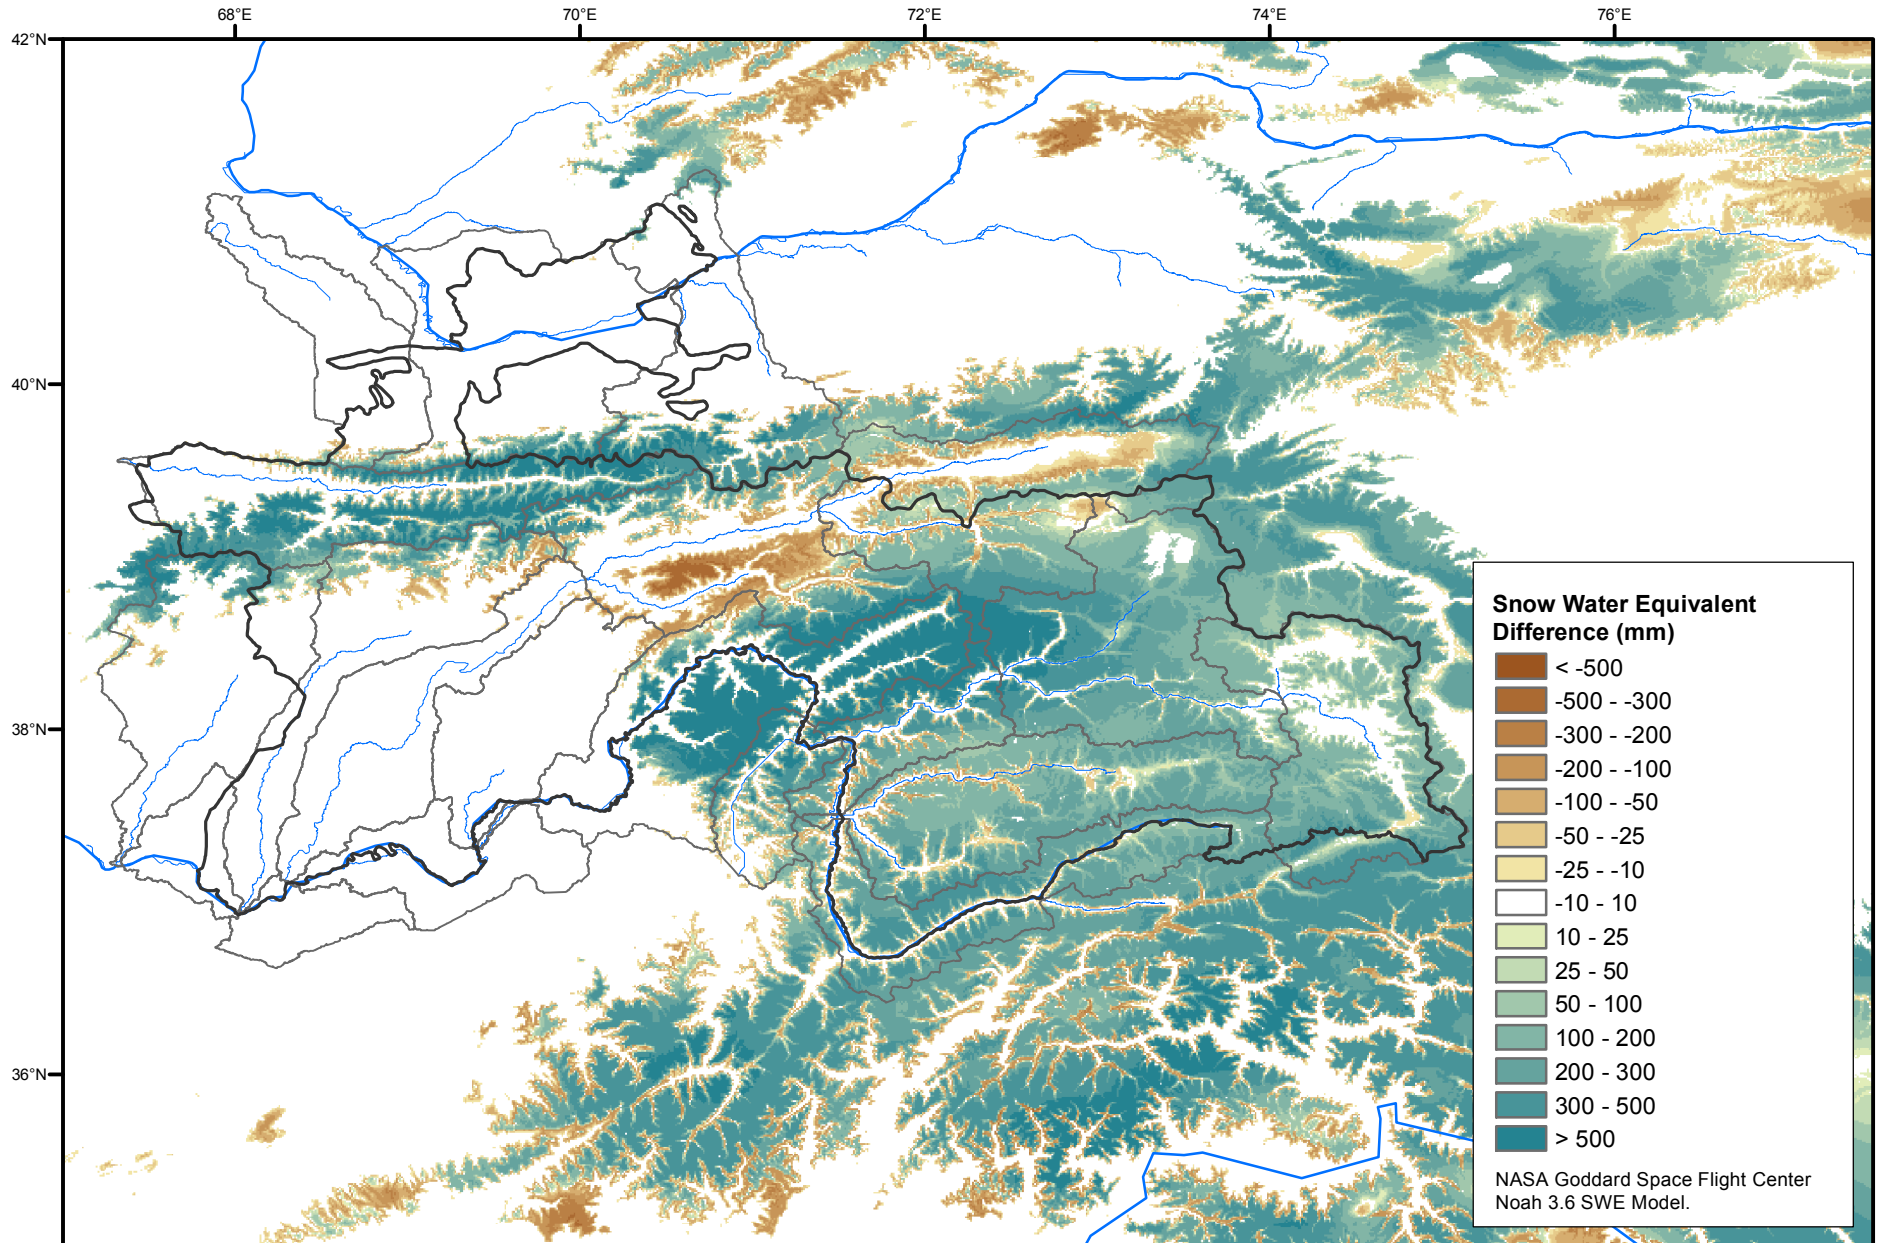 68°E 70°E 72°E 74°E 76°E
42°N
40°N
38°N
36°N
Snow Water Equivalent
Difference (mm)
< -500
-500 - -300
-300 - -200
-200 - -100
-100 - -50
-50 - -25
-25 - -10
-10 - 10
10 - 25
25 - 50
50 - 100
100 - 200
200 - 300
300 - 500
> 500
NASA Goddard Space Flight Center
Noah 3.6 SWE Model.